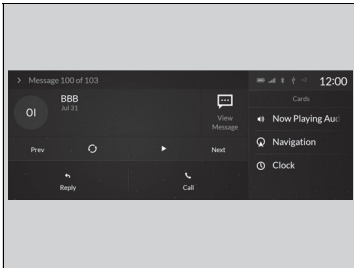 Message 100 of 103
12:00
OI
BBB
Jul 31
View
Message
Prev
Next
Reply
Call
Cards
Now Playing Aud
Navigation
Clock